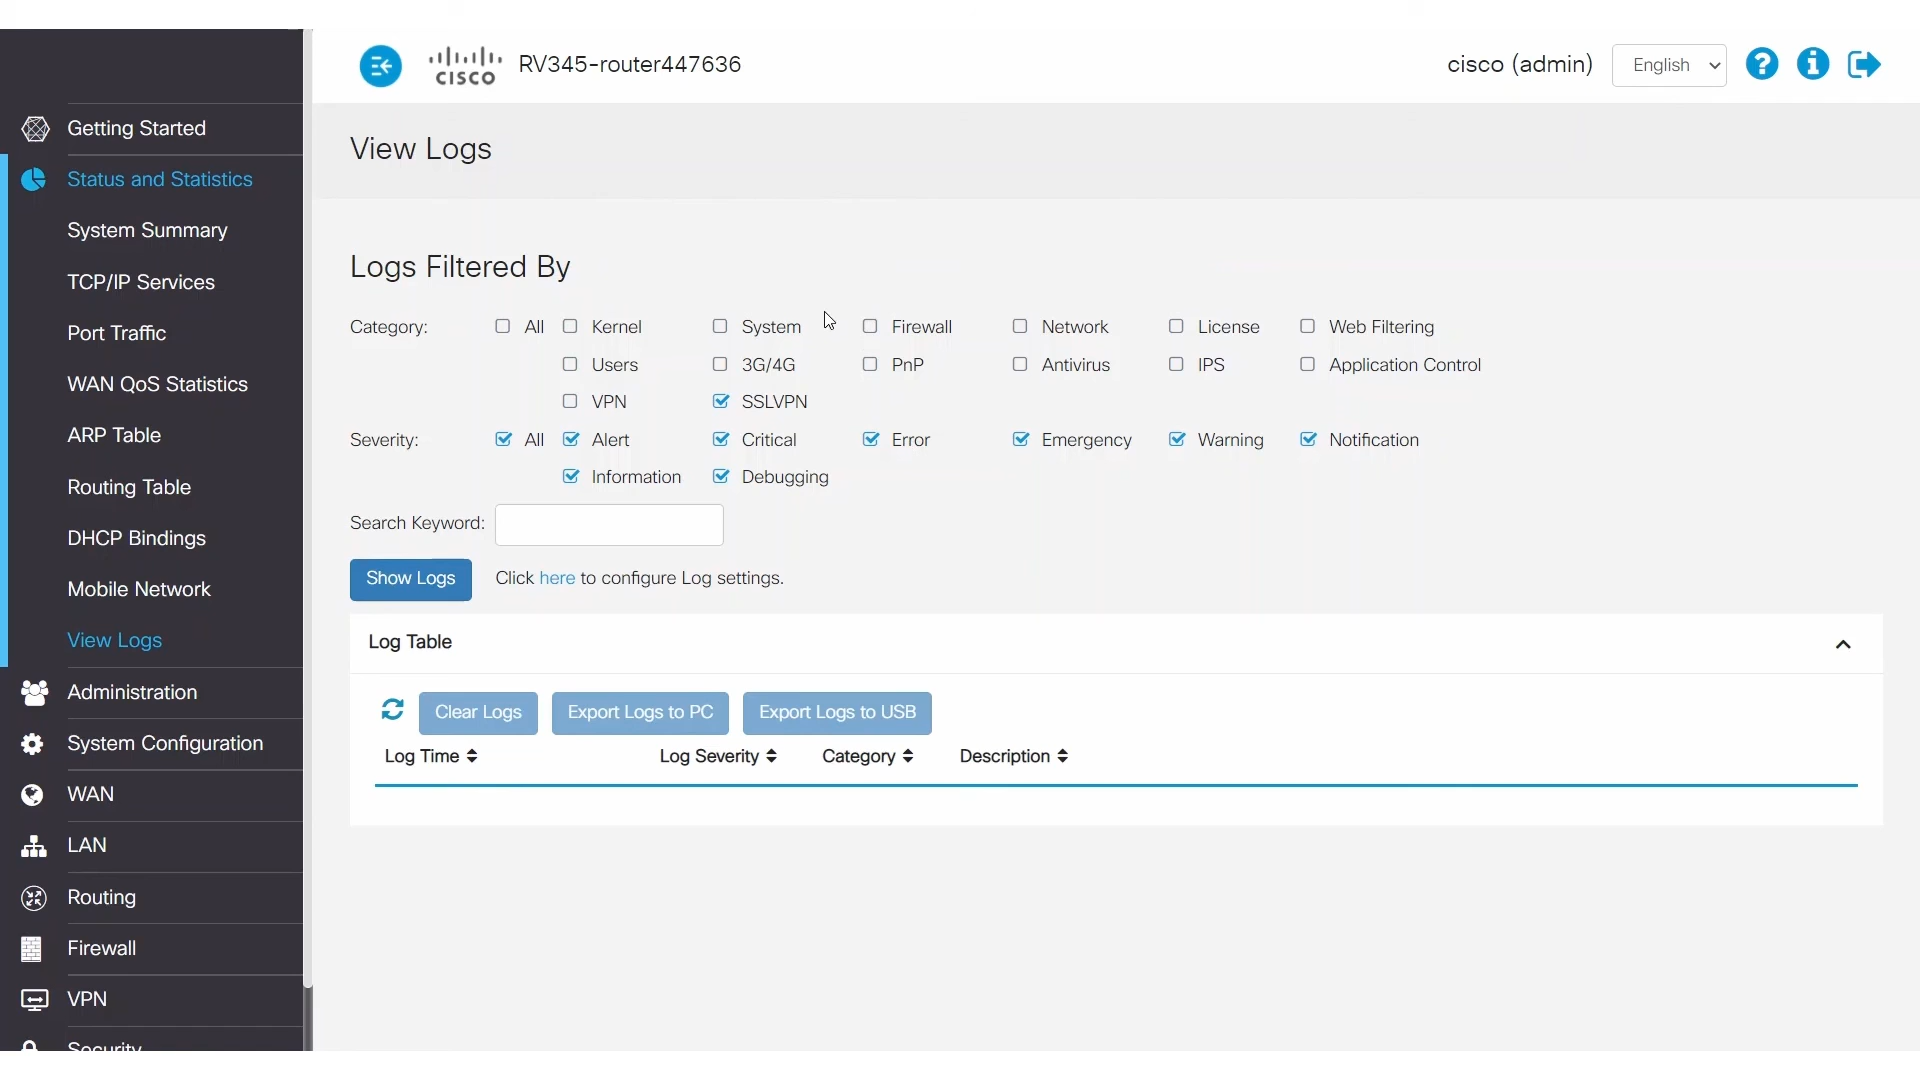 CISCO RV345-router447636 cisco (admin) English
Getting Started
Status and Statistics
System Summary
TCP/IP Services
Port Traffic
WAN QoS Statistics
ARP Table
Routing Table
DHCP Bindings
Mobile Network
View Logs
Administration
System Configuration
WAN
LAN
Routing
Firewall
VPN
Security
View Logs
Logs Filtered By
Category: All Kernel System Firewall Network License Web Filtering
Users 3G/4G PnP Antivirus IPS Application Control
VPN SSLVPN
Severity: All Alert Critical Error Emergency Warning Notification
Information Debugging
Search Keyword:
Show Logs Click here to configure Log settings.
Log Table
Clear Logs Export Logs to PC Export Logs to USB
Log Time Log Severity Category Description